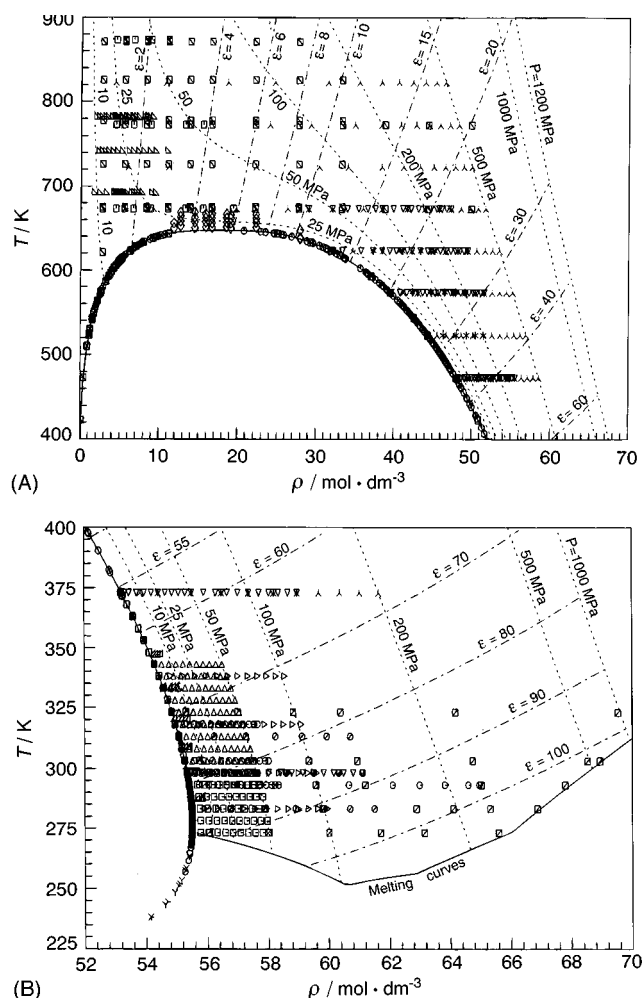 900
800
700
600
500
400
T / K
ε=2
ε= 4
ε= 6
ε= 8
ε= 10
ε= 15
ε= 20
10
25
50
100
P=1200 MPa
1000 MPa
500 MPa
200 MPa
50 MPa
25 MPa
10
ε= 30
ε= 40
ε= 60
0 10 20 30 40 50 60 70
(A)
ρ / mol · dm-3
400
375
350
325
300
275
250
225
T / K
ε= 55
ε= 60
ε= 70
ε= 80
ε= 90
ε= 100
10 MPa
25 MPa
50 MPa
100 MPa
200 MPa
500 MPa
P=1000 MPa
Melting curves
52 54 56 58 60 62 64 66 68 70
(B)
ρ / mol · dm-3